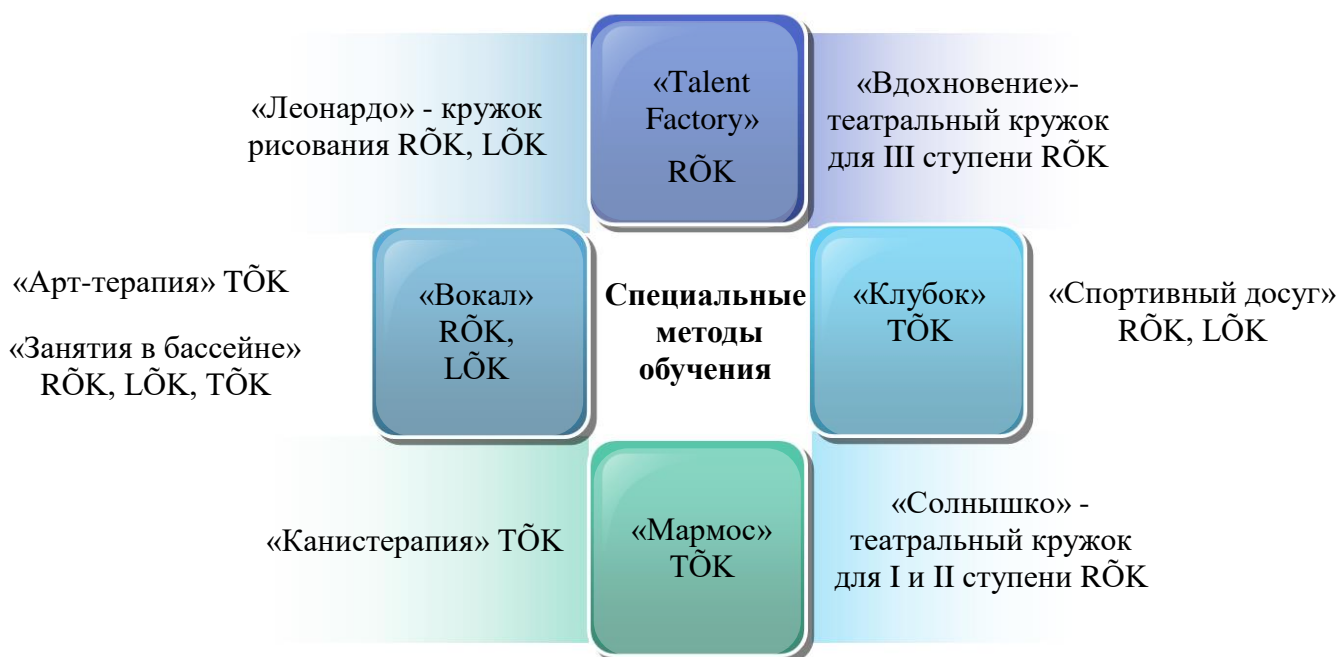 «Talent
Factory»
RÕK
«Леонардо» - кружок
рисования RÕK, LÕK
«Вдохновение»-
театральный кружок
для III ступени RÕK
«Арт-терапия» TÕK
«Занятия в бассейне»
RÕK, LÕK, TÕK
«Вокал»
RÕK,
LÕK
Специальные
методы
обучения
«Клубок»
TÕK
«Спортивный досуг»
RÕK, LÕK
«Канистерапия» TÕK
«Мармос»
TÕK
«Солнышко» -
театральный кружок
для I и II ступени RÕK